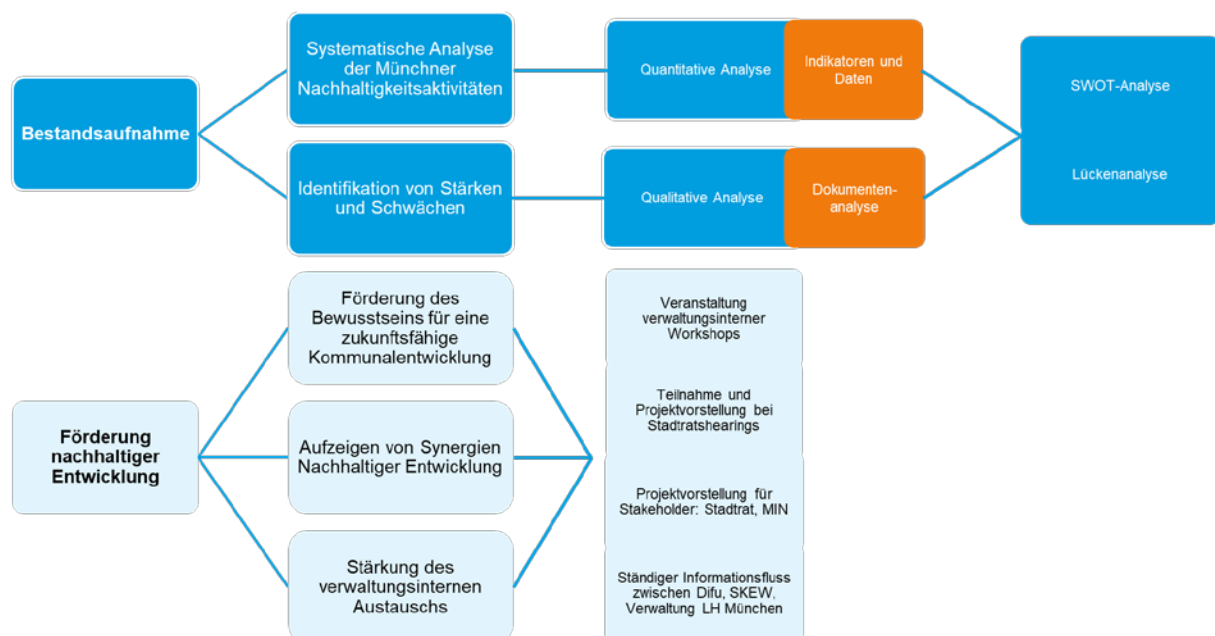 Bestandsaufnahme
Systematische Analyse
der Münchner
Nachhaltigkeitsaktivitäten
Identifikation von Stärken
und Schwächen
Quantitative Analyse
Indikatoren und
Daten
Qualitative Analyse
Dokumenten-
analyse
SWOT-Analyse
Lückenanalyse
Förderung
nachhaltiger
Entwicklung
Förderung des
Bewusstseins für eine
zukunftsfähige
Kommunalentwicklung
Aufzeigen von Synergien
Nachhaltiger Entwicklung
Stärkung des
verwaltungsinternen
Austauschs
Veranstaltung
verwaltungsinterner
Workshops
Teilnahme und
Projektvorstellung bei
Stadtratshearings
Projektvorstellung für
Stakeholder: Stadtrat, MIN
Ständiger Informationsfluss
zwischen Difu, SKEW,
Verwaltung LH München